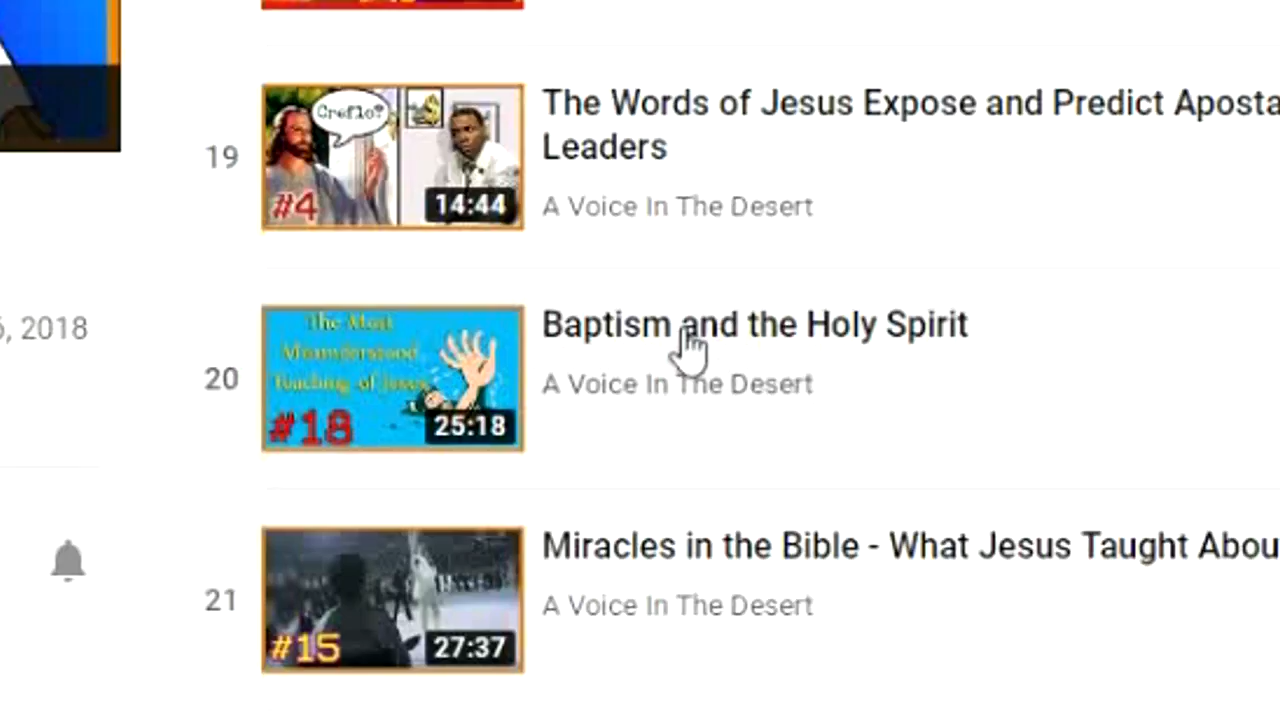 19
Creflo?
#4
14:44
The Words of Jesus Expose and Predict Aposta
Leaders
A Voice In The Desert
6, 2018
20
The Most
Misunderstood
Teaching of Jesus
#18
25:18
Baptism and the Holy Spirit
A Voice In The Desert
21
#15
27:37
Miracles in the Bible - What Jesus Taught Abou
A Voice In The Desert